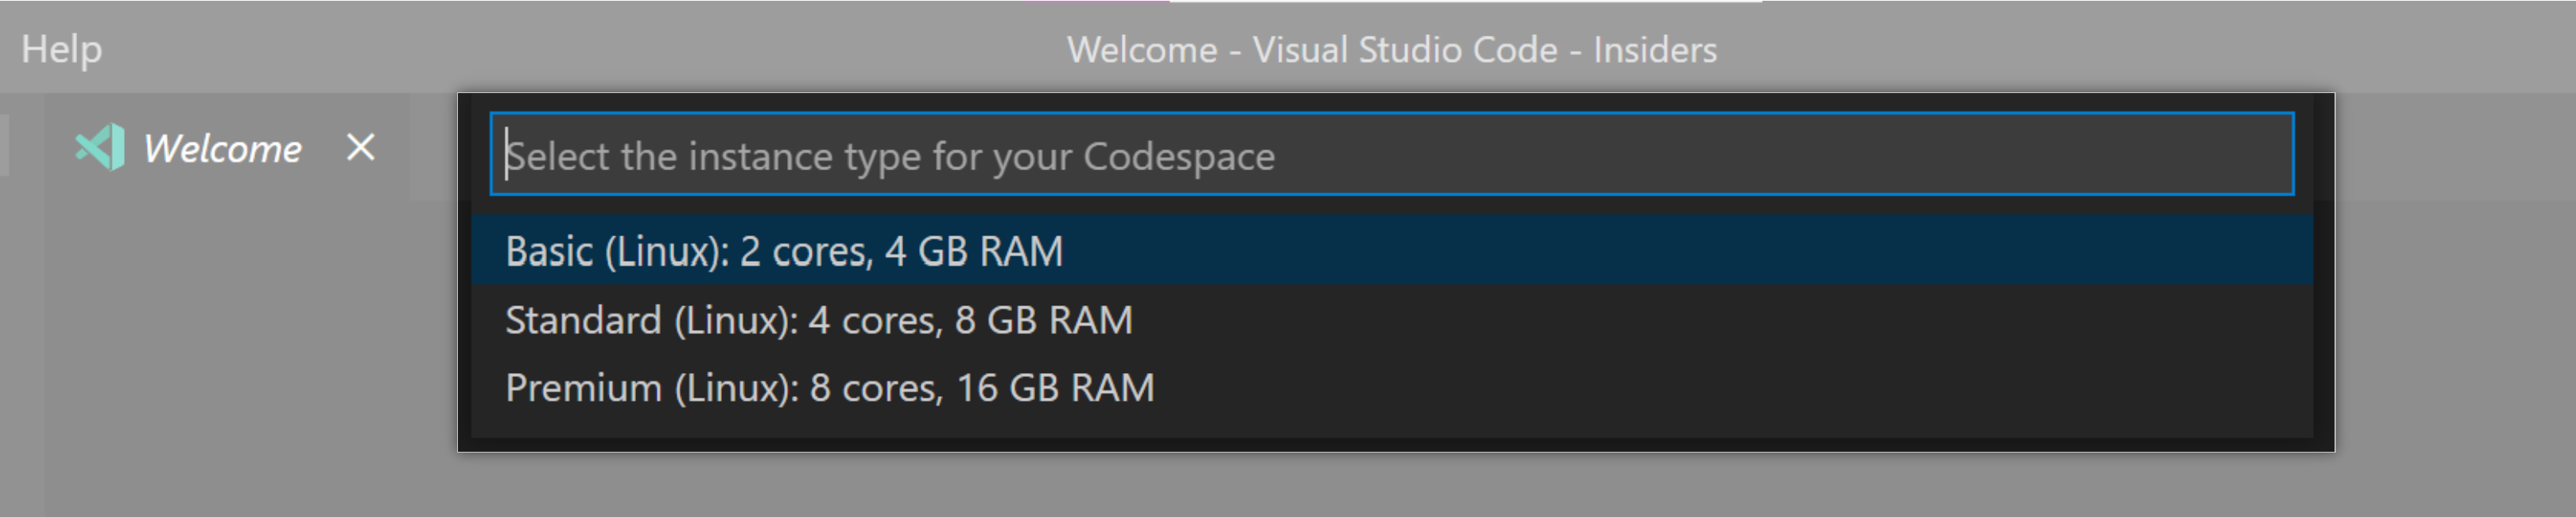 Help
Welcome - Visual Studio Code - Insiders
Welcome
Select the instance type for your Codespace
Basic (Linux): 2 cores, 4 GB RAM
Standard (Linux): 4 cores, 8 GB RAM
Premium (Linux): 8 cores, 16 GB RAM